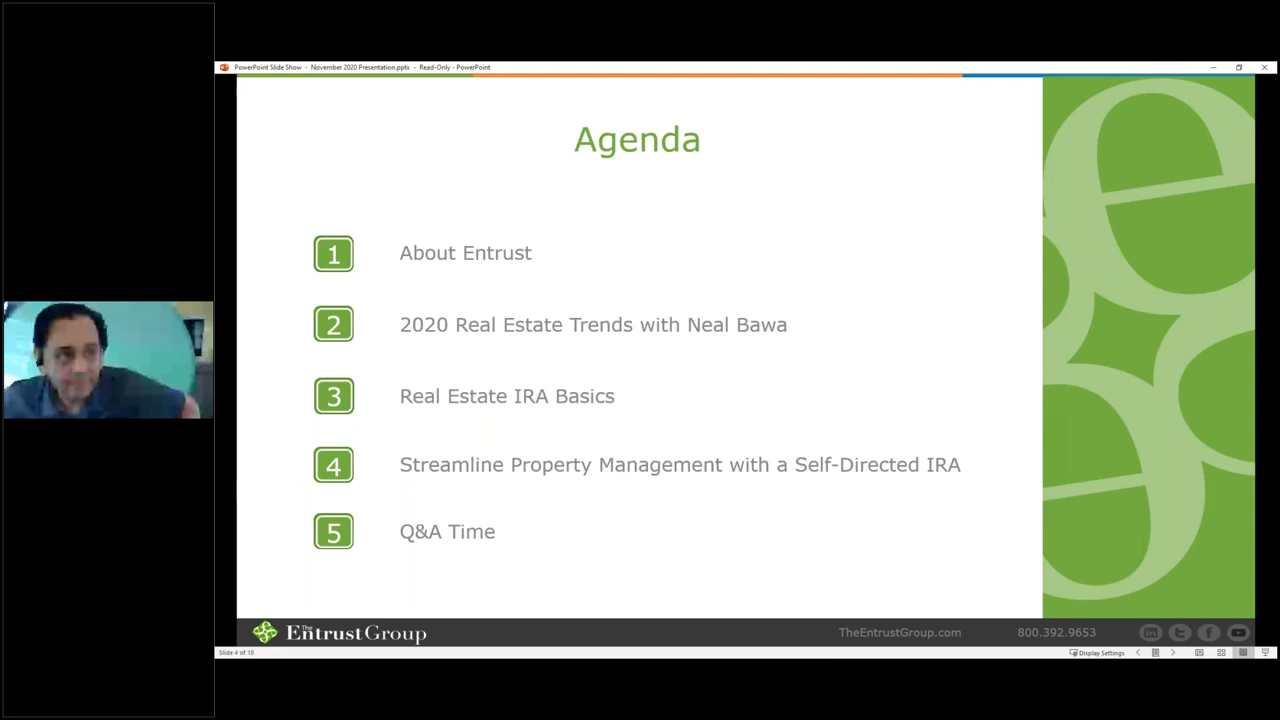 PowerPoint Slide Show - November 2020 Presentation.pptx - Read-Only - PowerPoint
Agenda
1 About Entrust
2 2020 Real Estate Trends with Neal Bawa
3 Real Estate IRA Basics
4 Streamline Property Management with a Self-Directed IRA
5 Q&A Time
The EntrustGroup TheEntrustGroup.com 800.392.9653
Slide 4 of 18 Display Settings